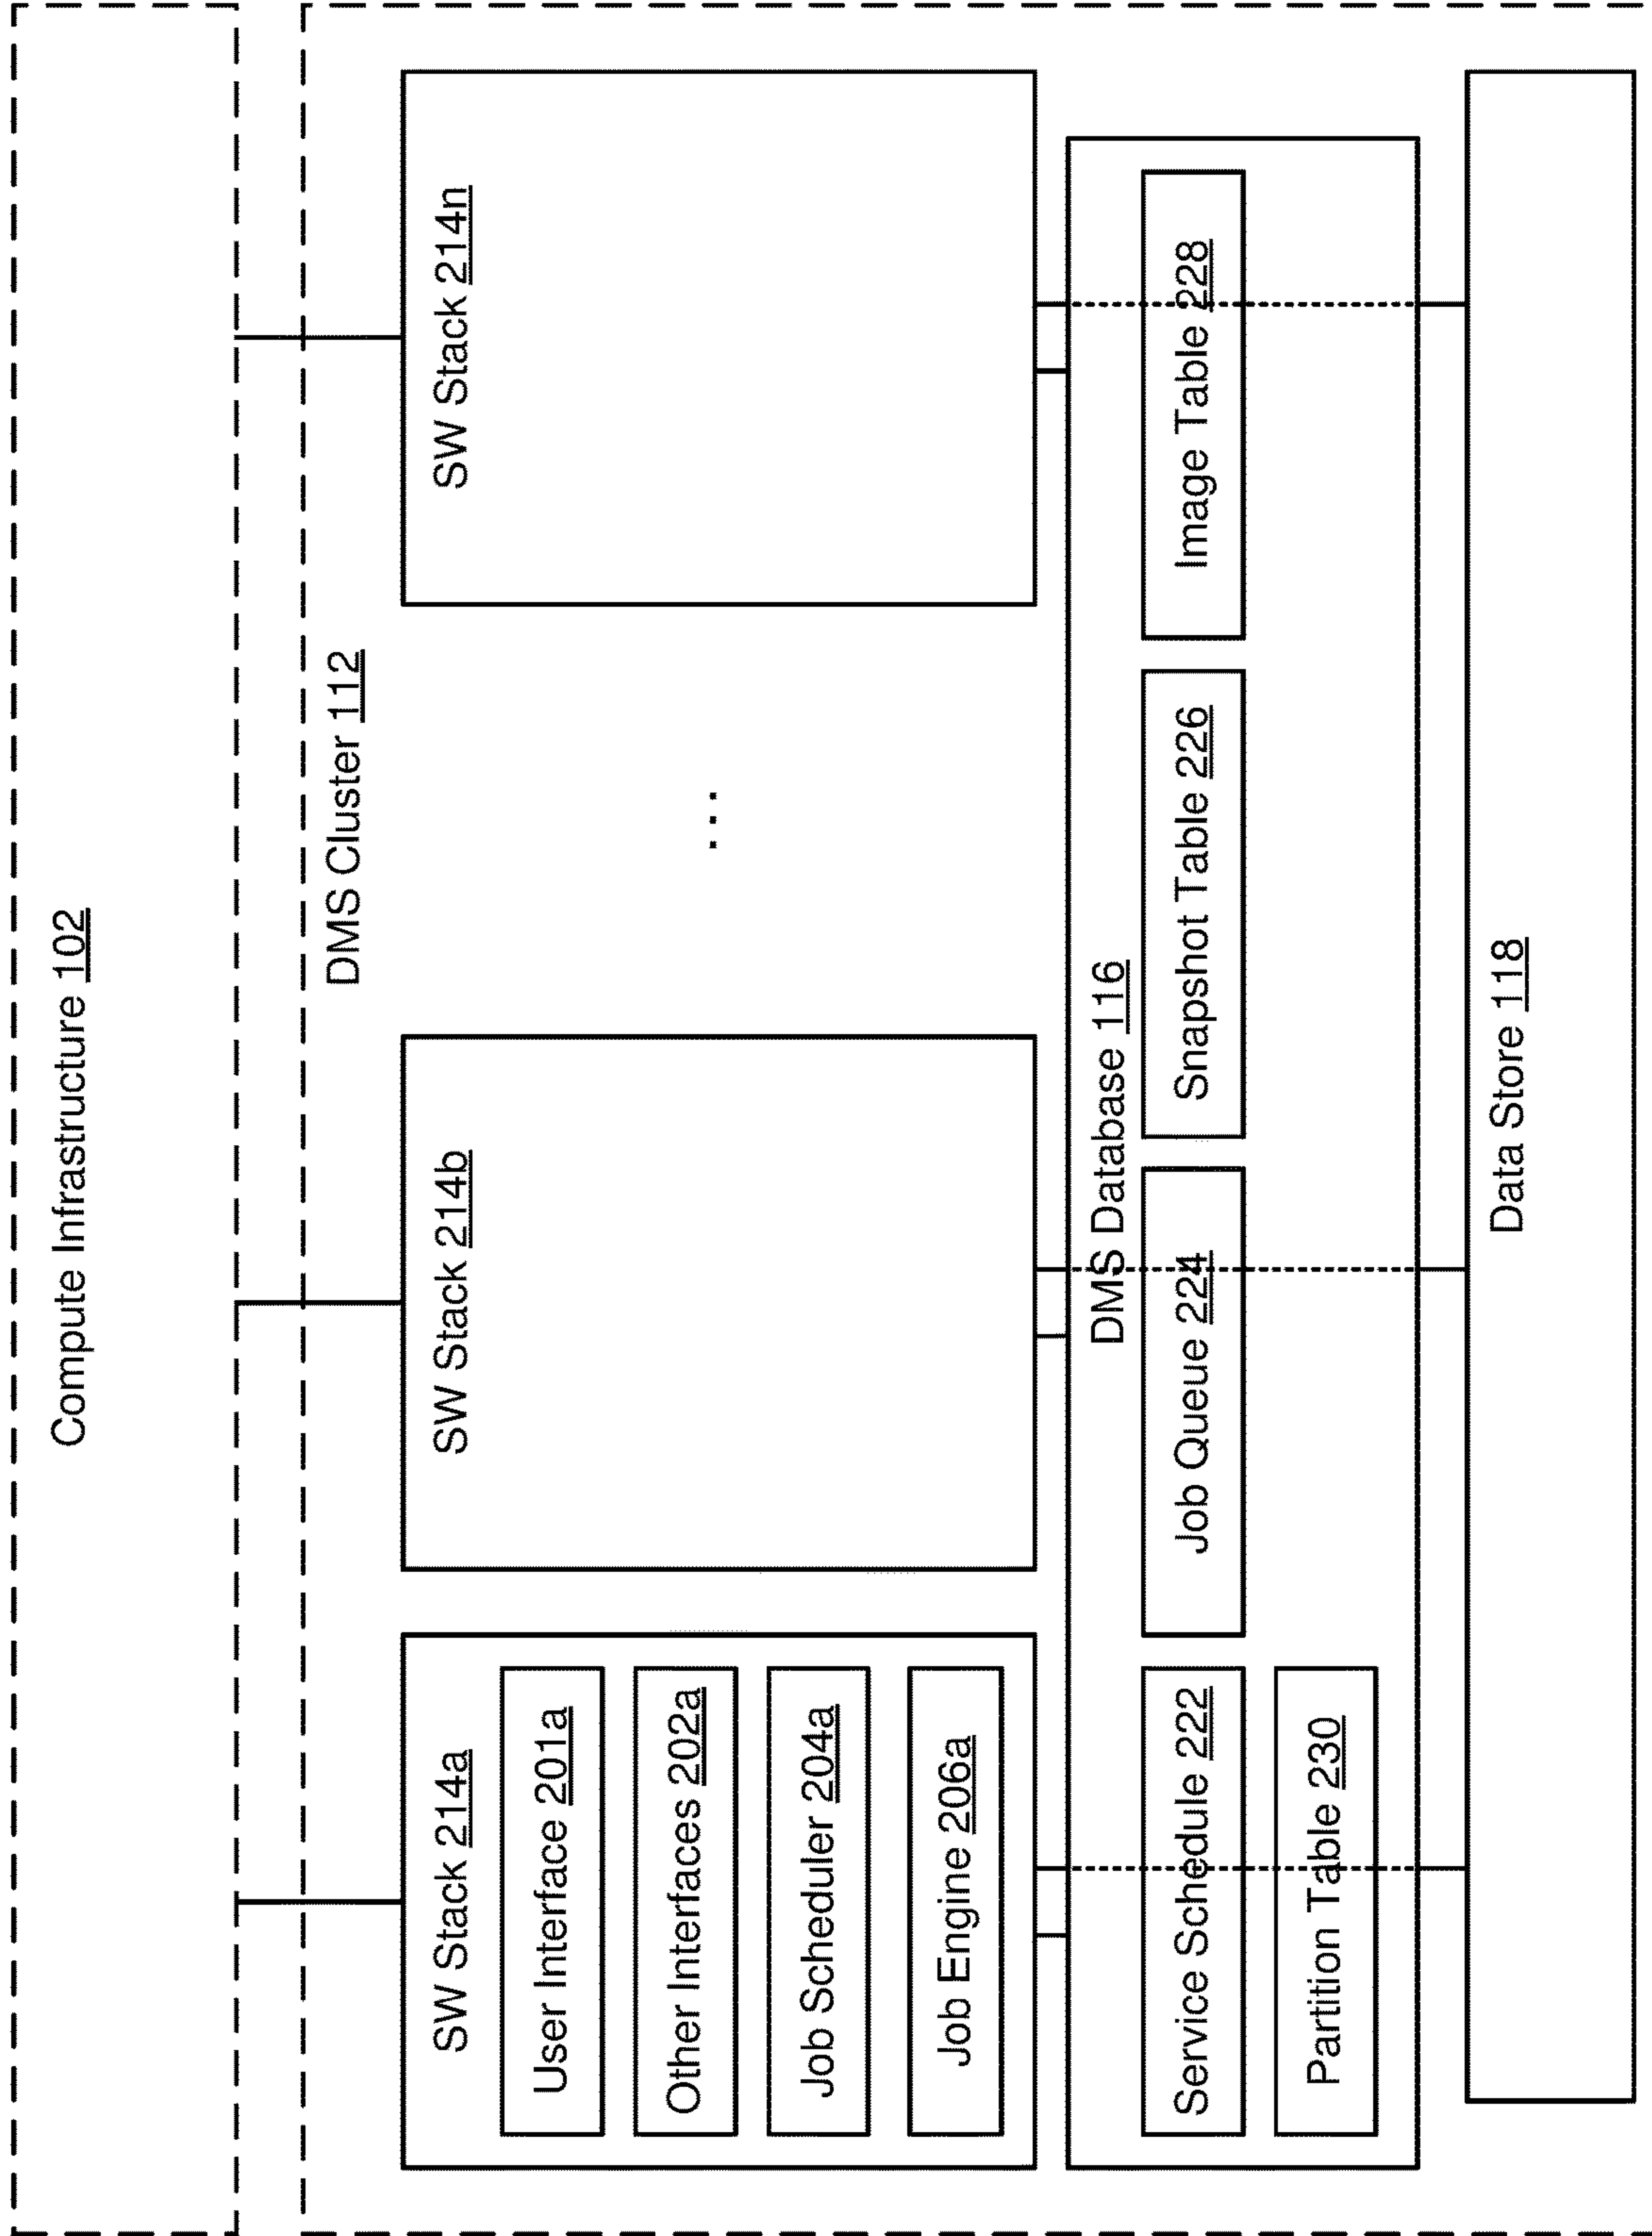 Compute Infrastructure 102
DMS Cluster 112
SW Stack 214a
User Interface 201a
Other Interfaces 202a
Job Scheduler 204a
Job Engine 206a
SW Stack 214b
...
SW Stack 214n
DMS Database 116
Service Schedule 222
Job Queue 224
Snapshot Table 226
Image Table 228
Partition Table 230
Data Store 118